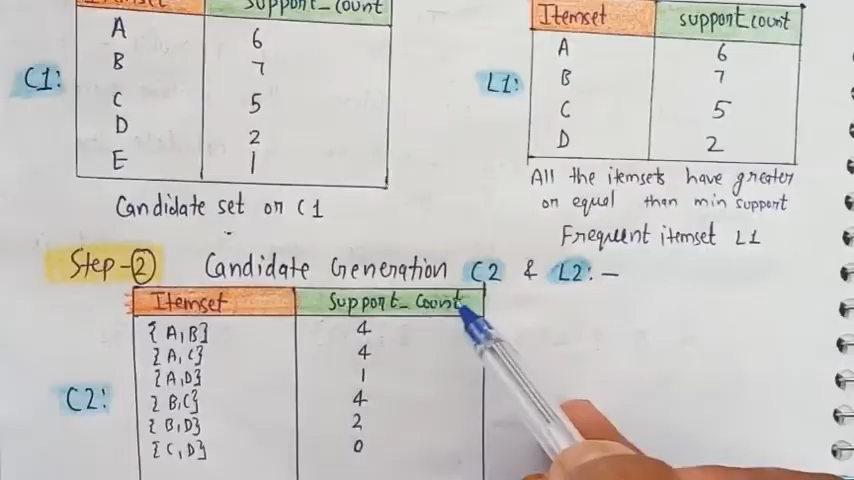 Itemset support_count
A 6
B 7
C1: C 5
D 2
E 1
Candidate set or C1
Itemset support count
A 6
B 7
L1: C 5
D 2
All the itemsets have greater
or equal than min support
Frequent itemset L1
Step-2 Candidate Generation C2 & L2:-
Itemset Support_Count
{A,B} 4
{A,C} 4
{A,D} 1
C2: {B,C} 4
{B,D} 2
{C,D} 0